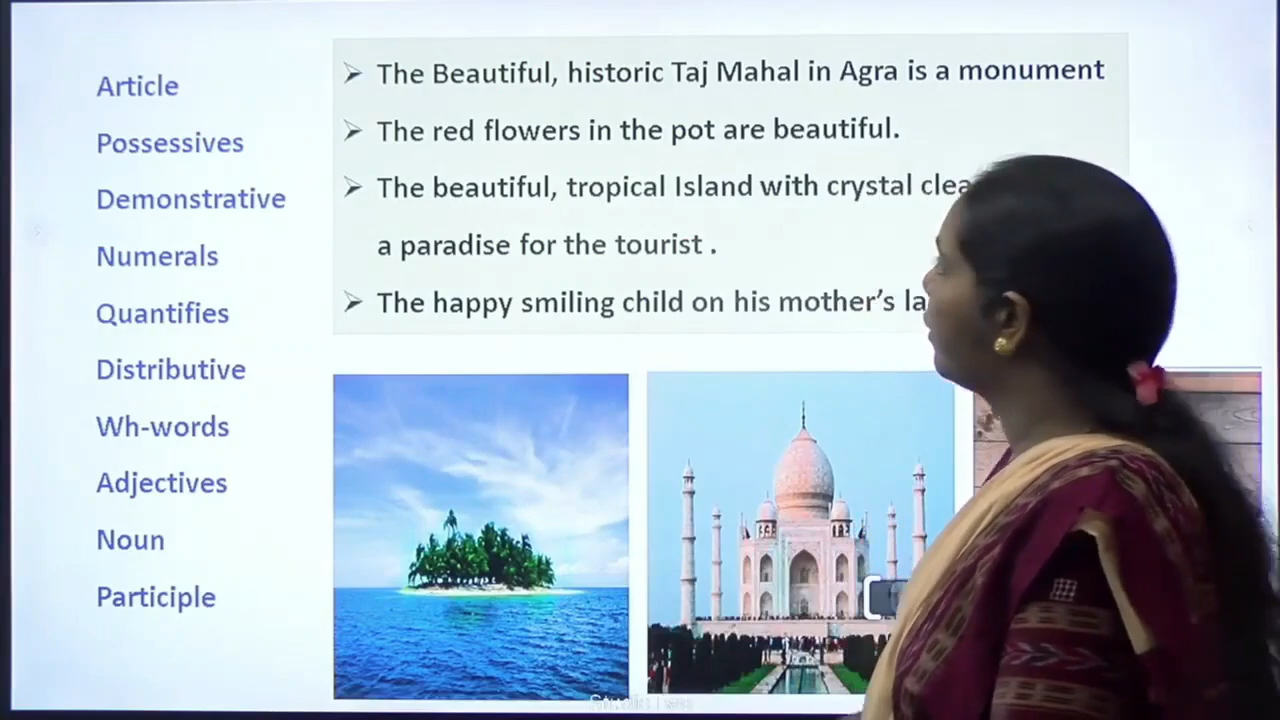 Article
Possessives
Demonstrative
Numerals
Quantifies
Distributive
Wh-words
Adjectives
Noun
Participle
➢ The Beautiful, historic Taj Mahal in Agra is a monument
➢ The red flowers in the pot are beautiful.
➢ The beautiful, tropical Island with crystal
a paradise for the tourist .
➢ The happy smiling child on his mother’s